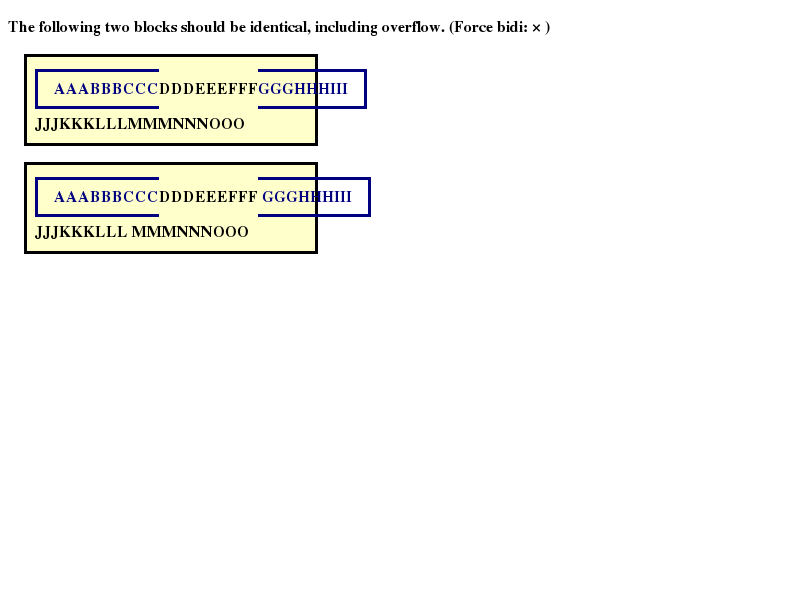 The following two blocks should be identical, including overflow. (Force bidi: × )
AAABBBCCCDDDEEEFFFGGGHHHIII
JJJKKKLLLMMMNNNOOO
AAABBBCCCDDDEEEFFF GGGHHHIII
JJJKKKLLL MMMNNNOOO